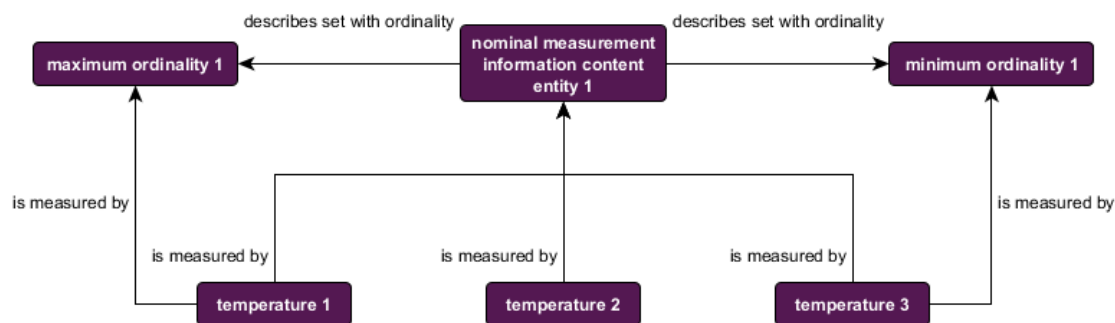 describes set with ordinality
describes set with ordinality
maximum ordinality 1
nominal measurement
information content
entity 1
minimum ordinality 1
is measured by
is measured by
is measured by
is measured by
is measured by
temperature 1
temperature 2
temperature 3